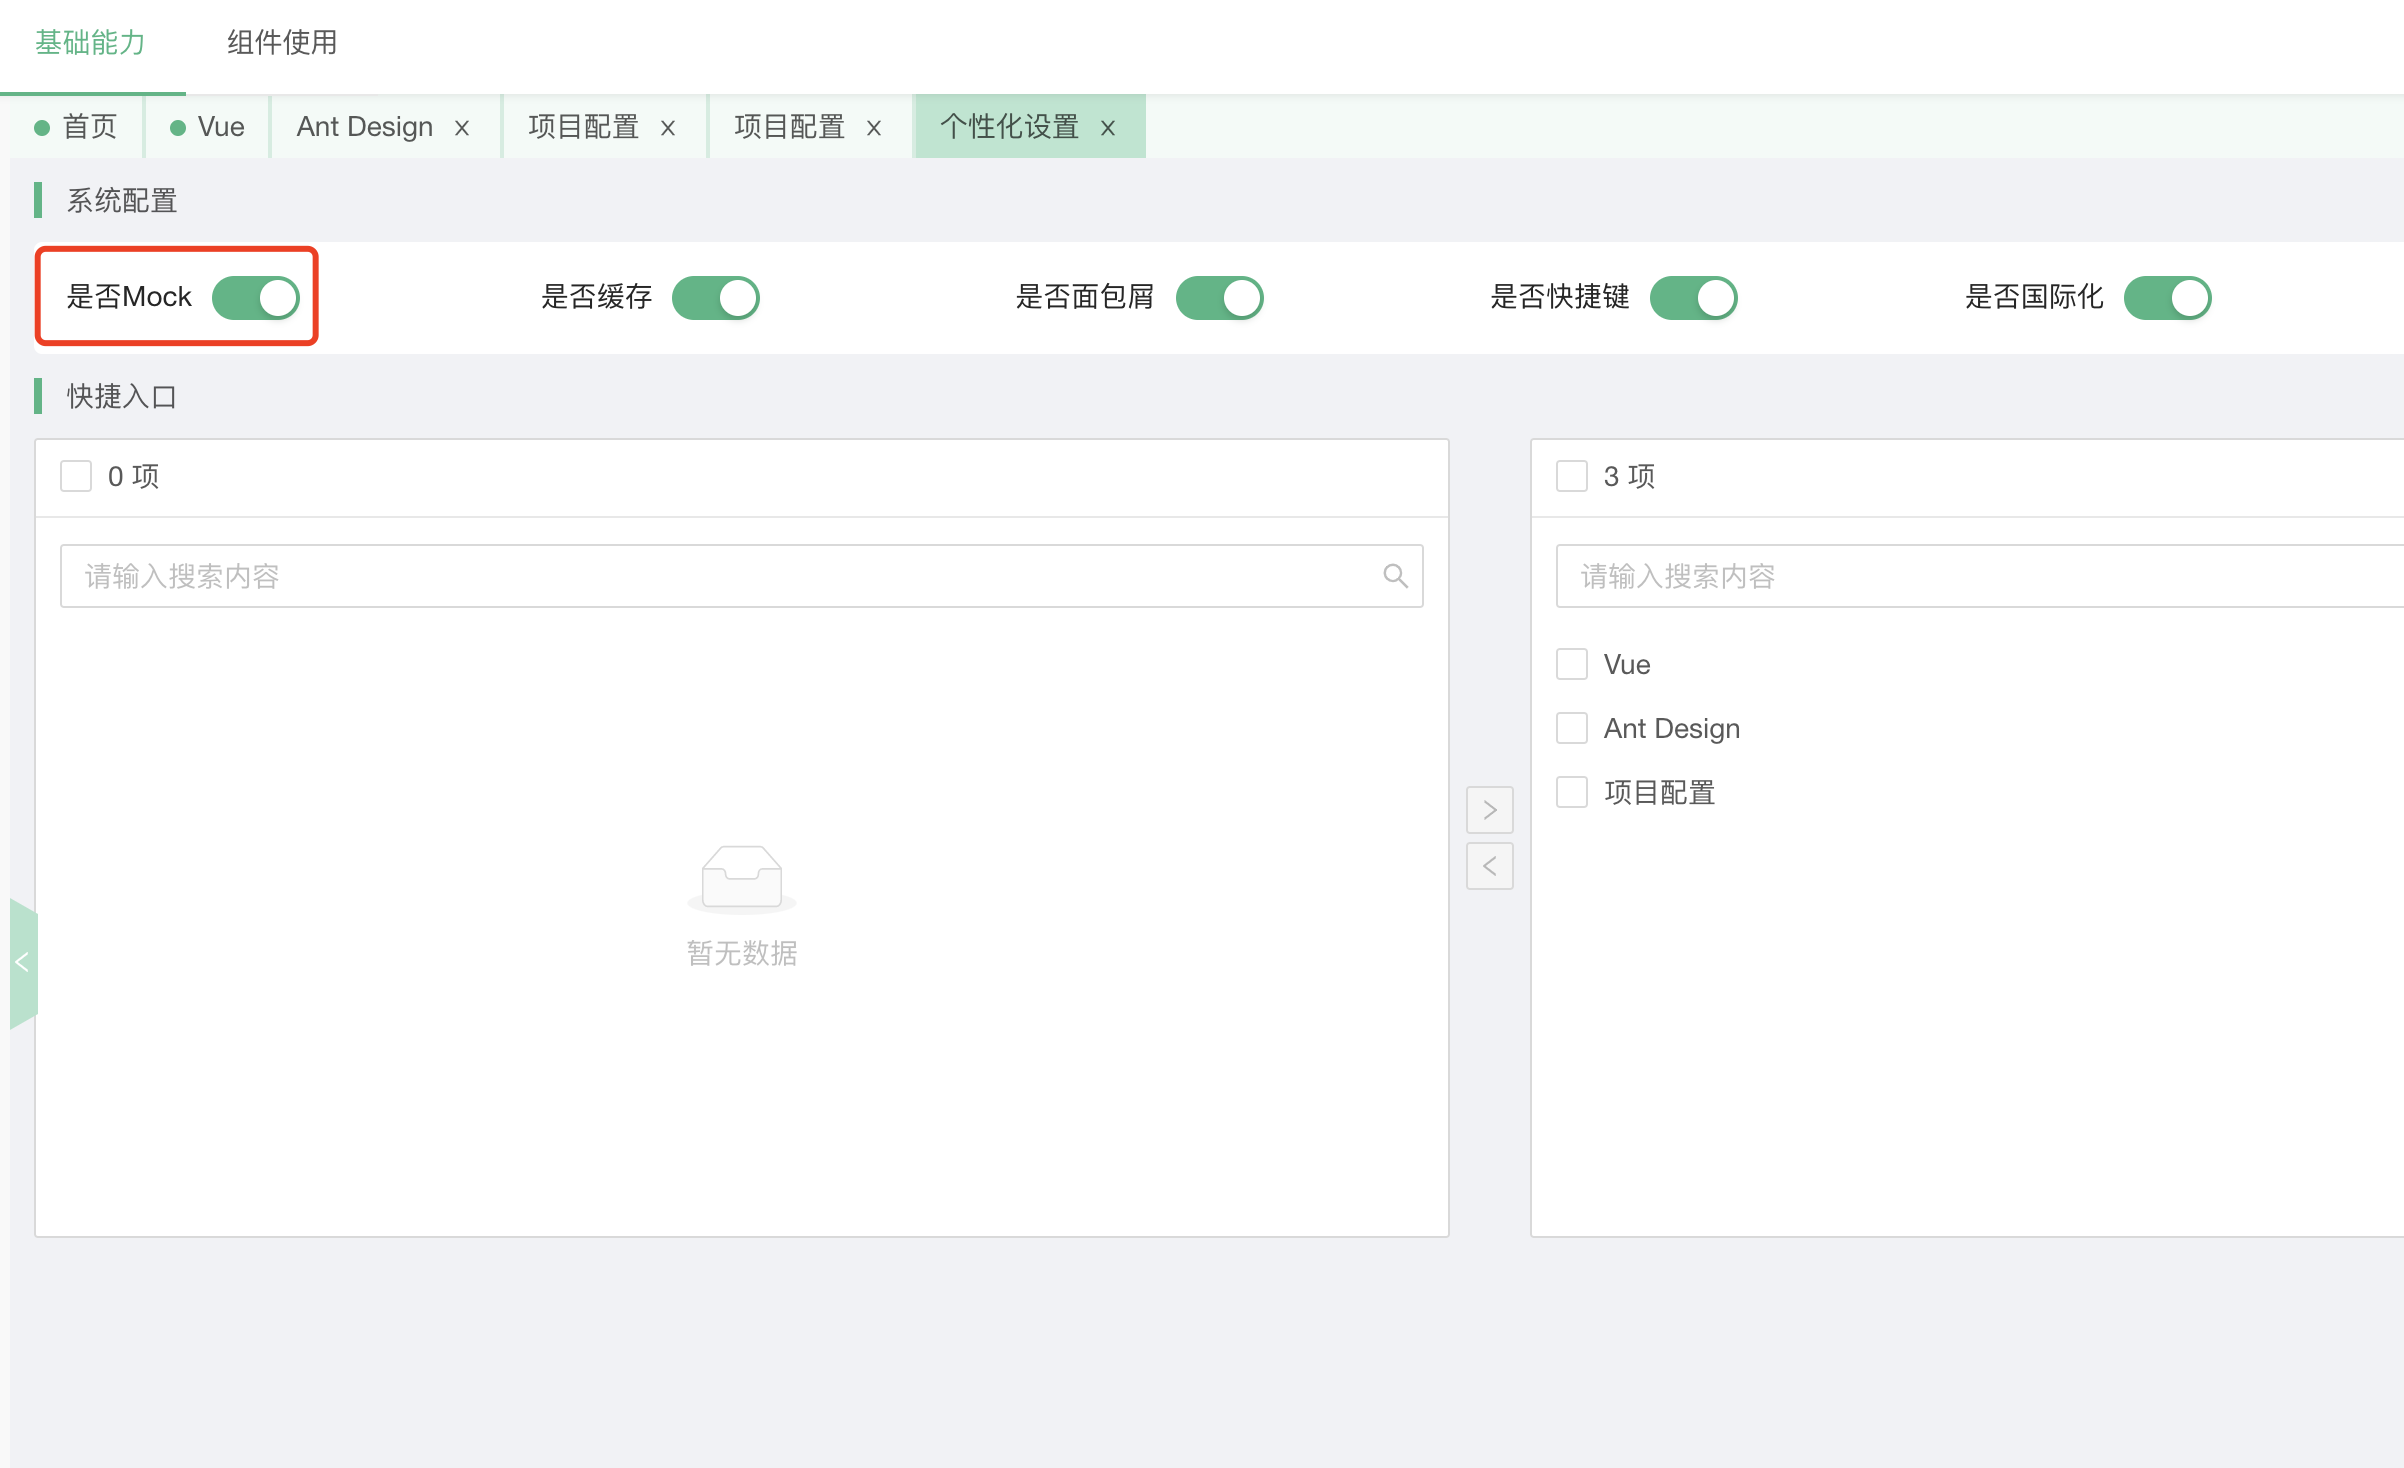 基础能力 组件使用
首页 Vue Ant Design 项目配置 项目配置 个性化设置
系统配置
是否Mock 是否缓存 是否面包屑 是否快捷键 是否国际化
快捷入口
0 项
请输入搜索内容
暂无数据
3 项
请输入搜索内容
Vue
Ant Design
项目配置